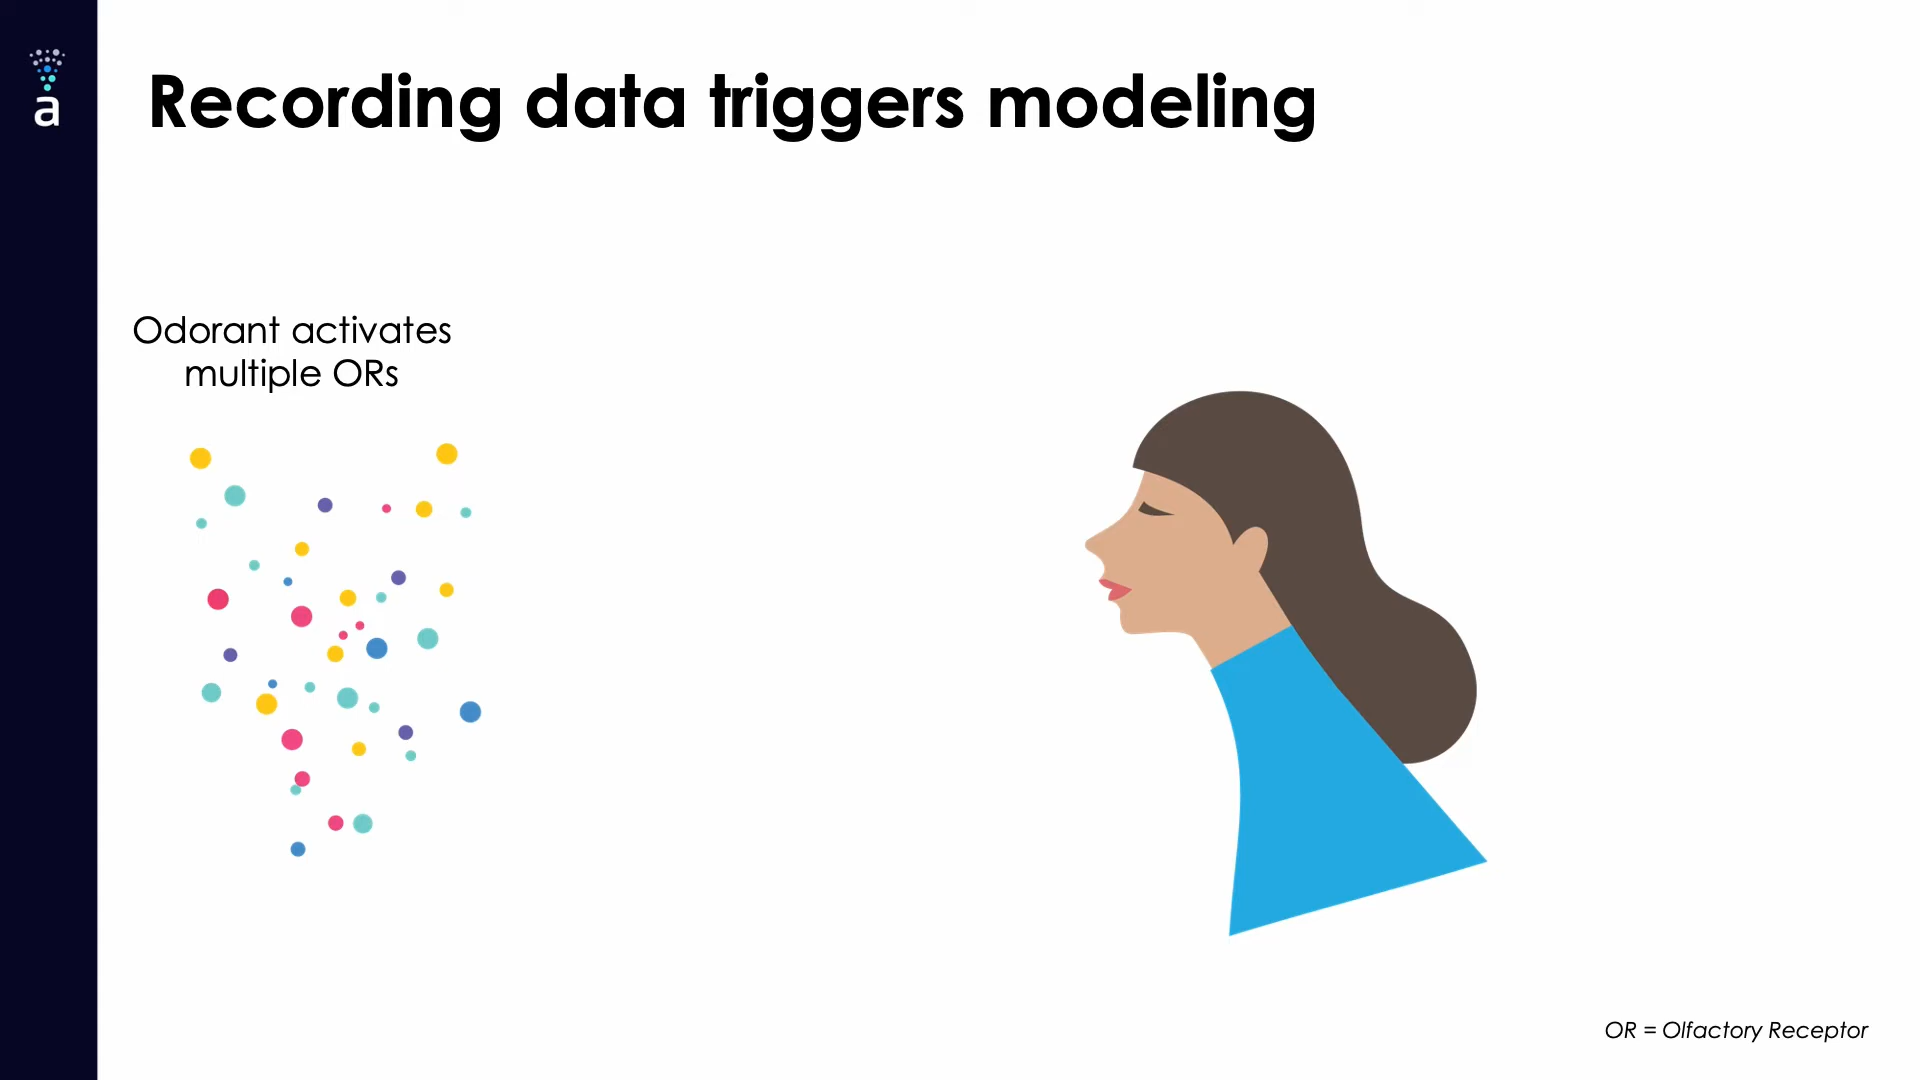 a
Recording data triggers modeling
Odorant activates
multiple ORs
OR = Olfactory Receptor